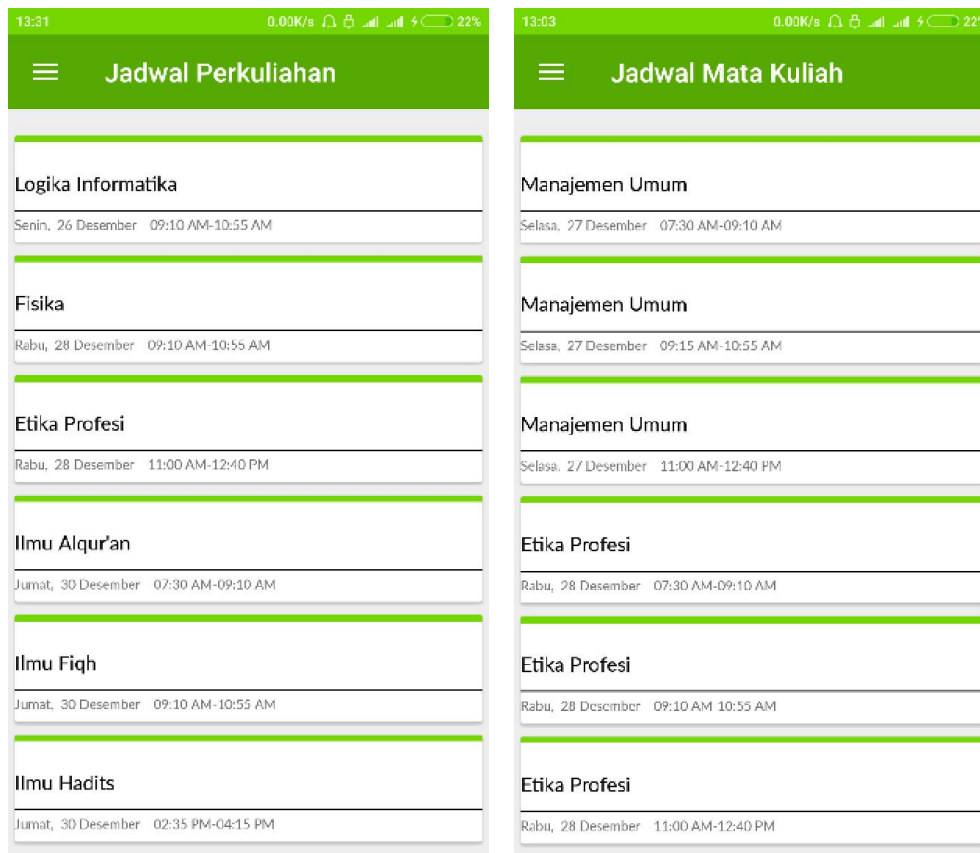 13:31 0.00K/s 22%
Jadwal Perkuliahan
Logika Informatika
Senin, 26 Desember 09:10 AM-10:55 AM
Fisika
Rabu, 28 Desember 09:10 AM-10:55 AM
Etika Profesi
Rabu, 28 Desember 11:00 AM-12:40 PM
Ilmu Alqur'an
Jumat, 30 Desember 07:30 AM-09:10 AM
Ilmu Fiqh
Jumat, 30 Desember 09:10 AM-10:55 AM
Ilmu Hadits
Jumat, 30 Desember 02:35 PM-04:15 PM
13:03 0.00K/s 22%
Jadwal Mata Kuliah
Manajemen Umum
Selasa, 27 Desember 07:30 AM-09:10 AM
Manajemen Umum
Selasa, 27 Desember 09:15 AM-10:55 AM
Manajemen Umum
Selasa, 27 Desember 11:00 AM-12:40 PM
Etika Profesi
Rabu, 28 Desember 07:30 AM-09:10 AM
Etika Profesi
Rabu, 28 Desember 09:10 AM-10:55 AM
Etika Profesi
Rabu, 28 Desember 11:00 AM-12:40 PM